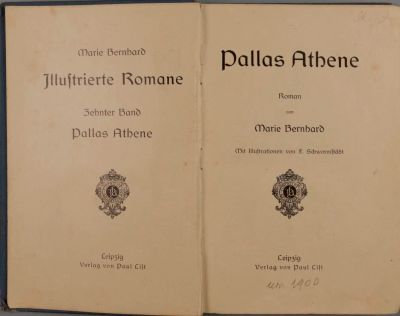 Marie Bernhard
Illustrierte Romane
Zehnter Band
Pallas Athene
Leipzig
Verlag von Paul List
Pallas Athene
Roman
von
Marie Bernhard
Mit Illustrationen von F. Schwormstädt
Leipzig
Verlag von Paul List
um 1900